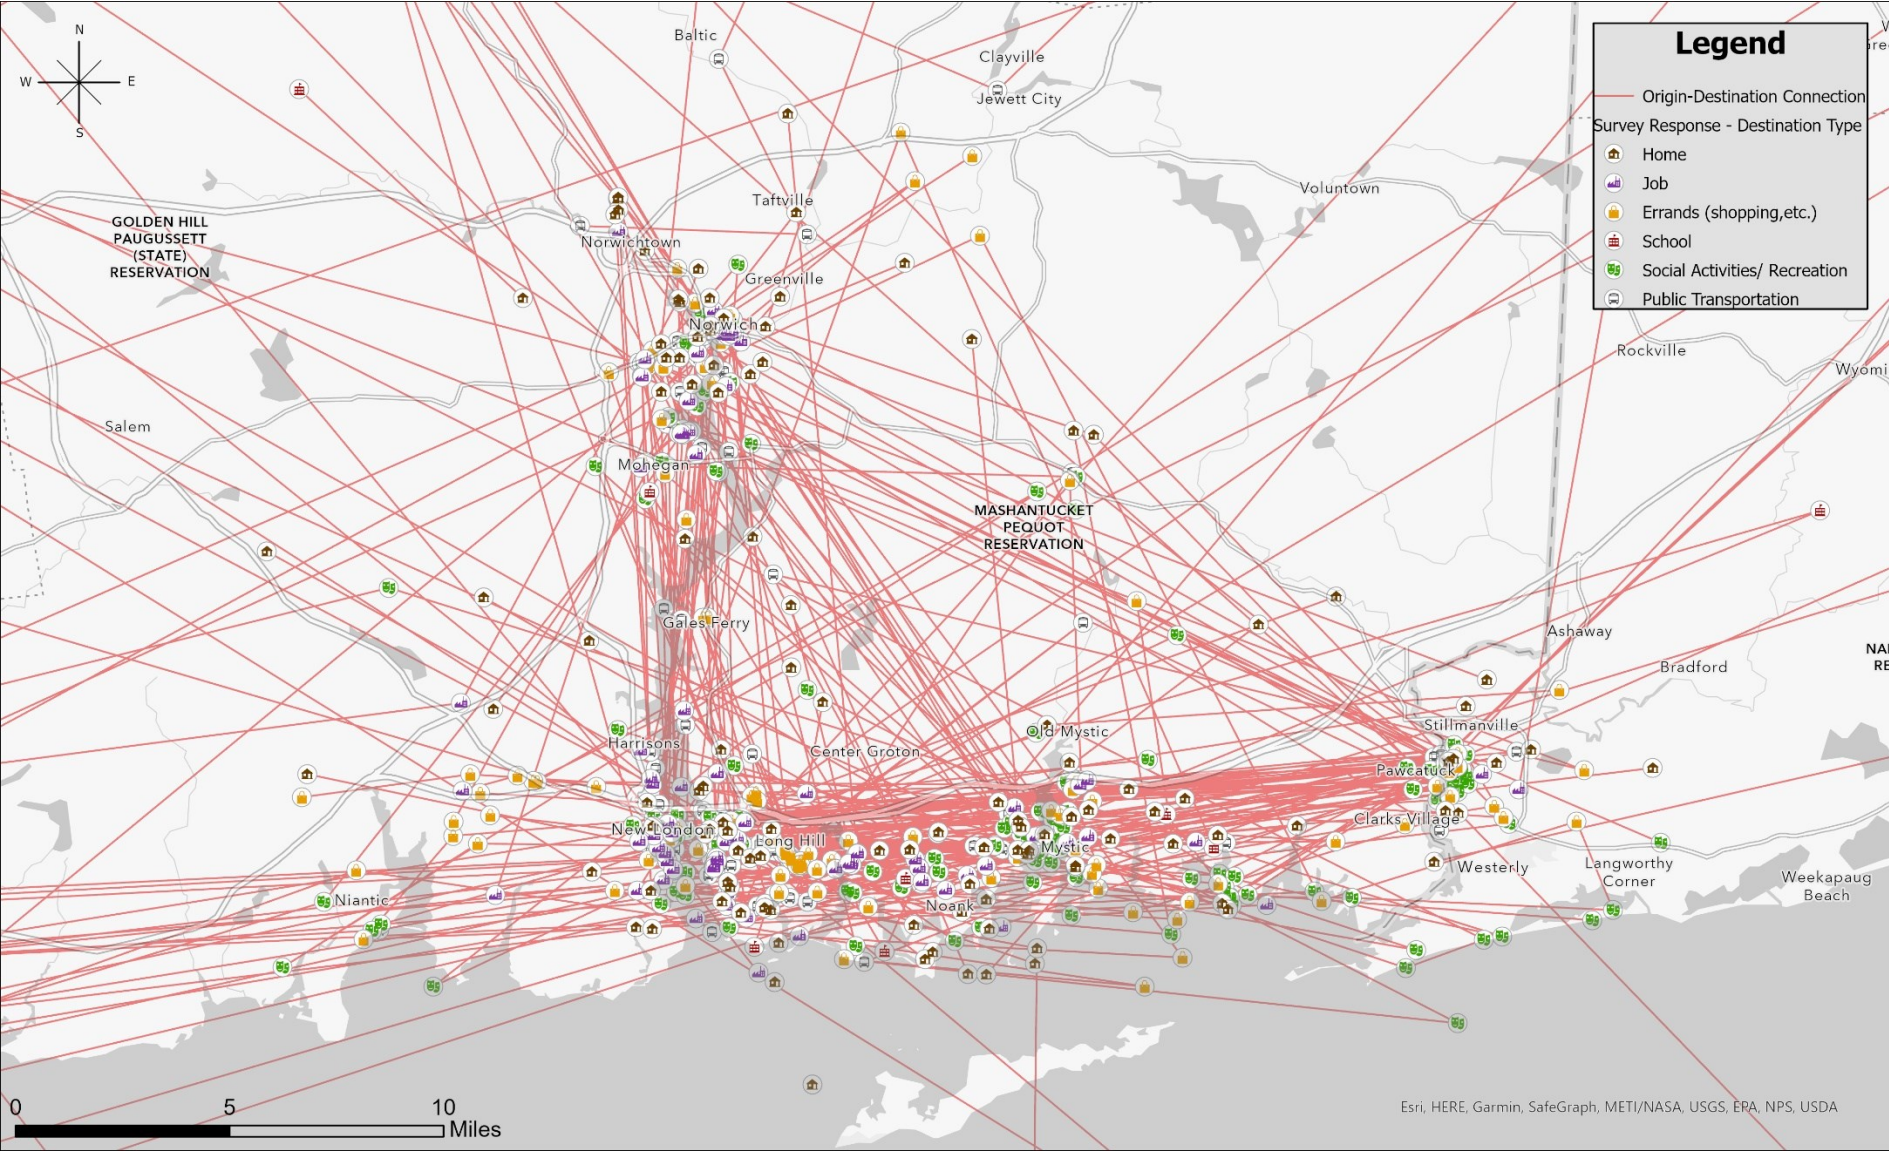 N
W E
S
Baltic
Clayville
Jewett City
Legend
Origin-Destination Connection
Survey Response - Destination Type
Home
Job
Errands (shopping,etc.)
School
Social Activities/ Recreation
Public Transportation
Taftville
Voluntown
GOLDEN HILL
PAUGUSSETT
(STATE)
RESERVATION
Norwichtown
Greenville
Norwich
Rockville
Wyomi
Salem
Mohegan
MASHANTUCKET
PEQUOT
RESERVATION
Gales Ferry
Ashaway
NAI
RE
Bradford
Stillmanville
Old Mystic
Harrisons
Center Groton
Pawcatuck
Clarks Village
New London
Long Hill
Mystic
Westerly
Langworthy
Corner
Weekapaug
Beach
Niantic
Noank
0 5 10
Miles
Esri, HERE, Garmin, SafeGraph, METI/NASA, USGS, EPA, NPS, USDA